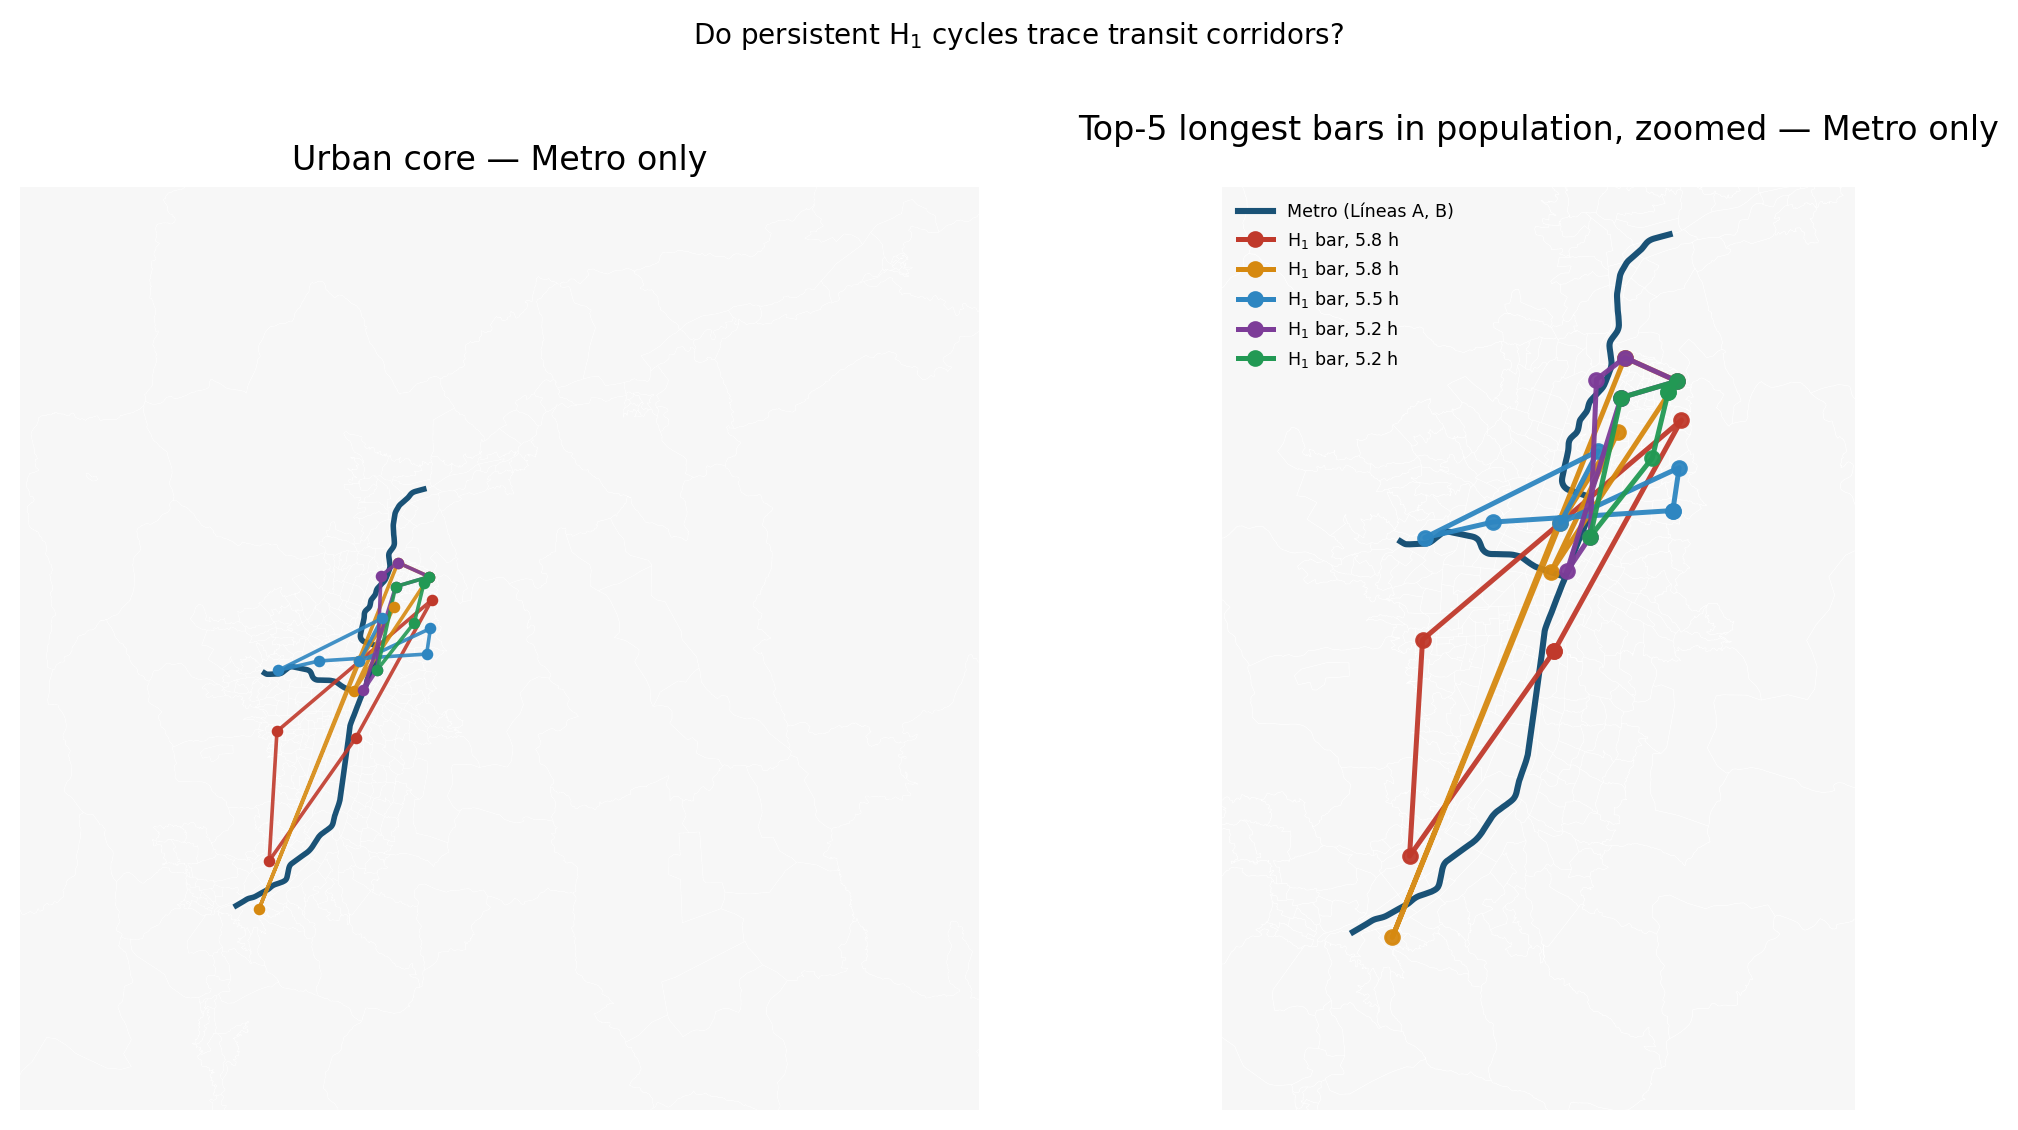 Do persistent H₁ cycles trace transit corridors?
Urban core — Metro only
Top-5 longest bars in population, zoomed — Metro only
Metro (Líneas A, B)
H₁ bar, 5.8 h
H₁ bar, 5.8 h
H₁ bar, 5.5 h
H₁ bar, 5.2 h
H₁ bar, 5.2 h